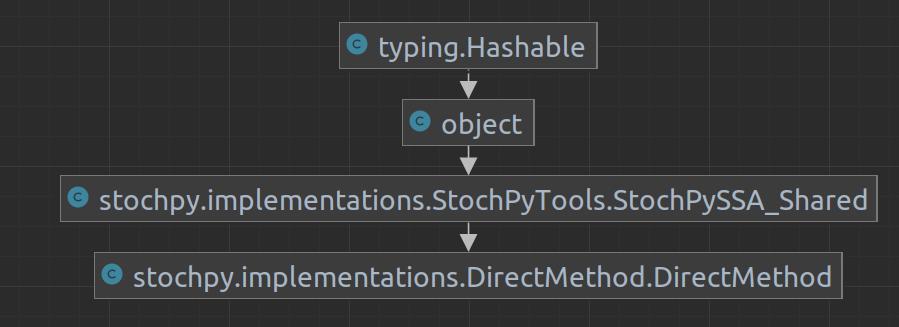 C typing.Hashable
C object
C stochpy.implementations.StochPyTools.StochPySSA_Shared
C stochpy.implementations.DirectMethod.DirectMethod